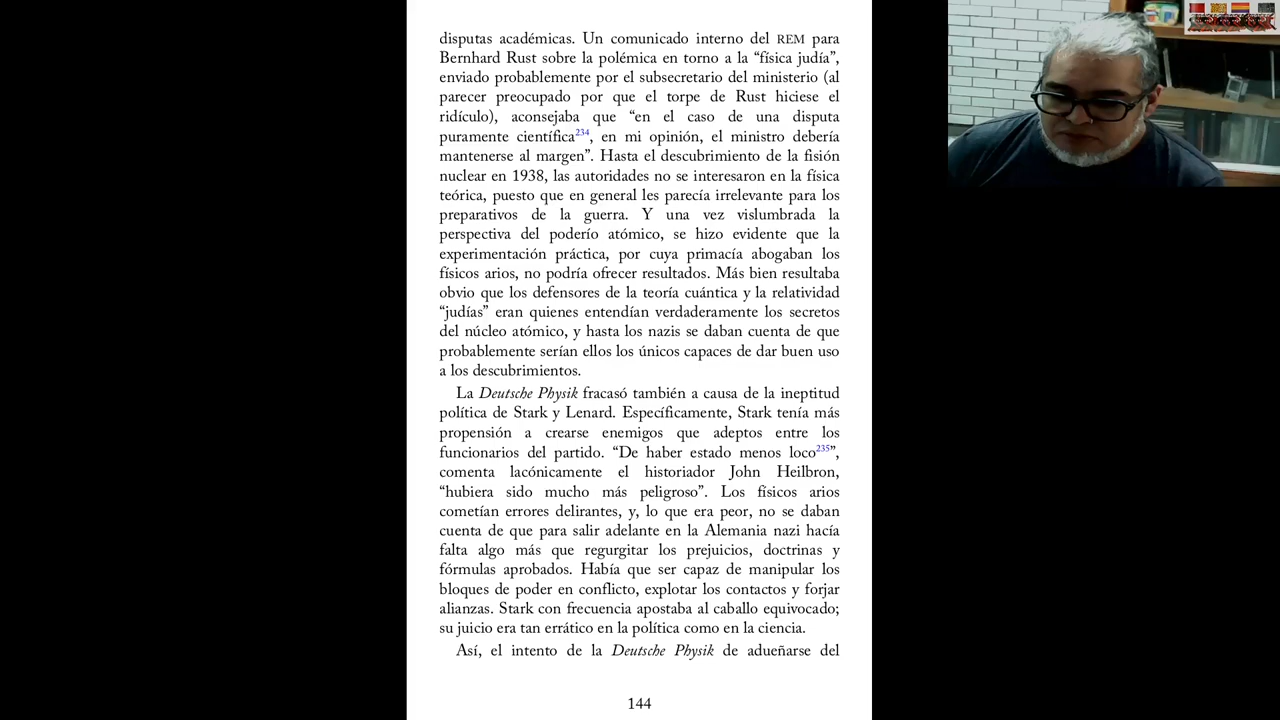 disputas académicas. Un comunicado interno del REM para
Bernhard Rust sobre la polémica en torno a la “física judía”,
enviado probablemente por el subsecretario del ministerio (al
parecer preocupado por que el torpe de Rust hiciese el
ridículo), aconsejaba que “en el caso de una disputa
puramente científica234, en mi opinión, el ministro debería
mantenerse al margen”. Hasta el descubrimiento de la fisión
nuclear en 1938, las autoridades no se interesaron en la física
teórica, puesto que en general les parecía irrelevante para los
preparativos de la guerra. Y una vez vislumbrada la
perspectiva del poderío atómico, se hizo evidente que la
experimentación práctica, por cuya primacía abogaban los
físicos arios, no podría ofrecer resultados. Más bien resultaba
obvio que los defensores de la teoría cuántica y la relatividad
“judías” eran quienes entendían verdaderamente los secretos
del núcleo atómico, y hasta los nazis se daban cuenta de que
probablemente serían ellos los únicos capaces de dar buen uso
a los descubrimientos.
La Deutsche Physik fracasó también a causa de la ineptitud
política de Stark y Lenard. Específicamente, Stark tenía más
propensión a crearse enemigos que adeptos entre los
funcionarios del partido. “De haber estado menos loco235”,
comenta lacónicamente el historiador John Heilbron,
“hubiera sido mucho más peligroso”. Los físicos arios
cometían errores delirantes, y, lo que era peor, no se daban
cuenta de que para salir adelante en la Alemania nazi hacía
falta algo más que regurgitar los prejuicios, doctrinas y
fórmulas aprobados. Había que ser capaz de manipular los
bloques de poder en conflicto, explotar los contactos y forjar
alianzas. Stark con frecuencia apostaba al caballo equivocado;
su juicio era tan errático en la política como en la ciencia.
Así, el intento de la Deutsche Physik de adueñarse del
144